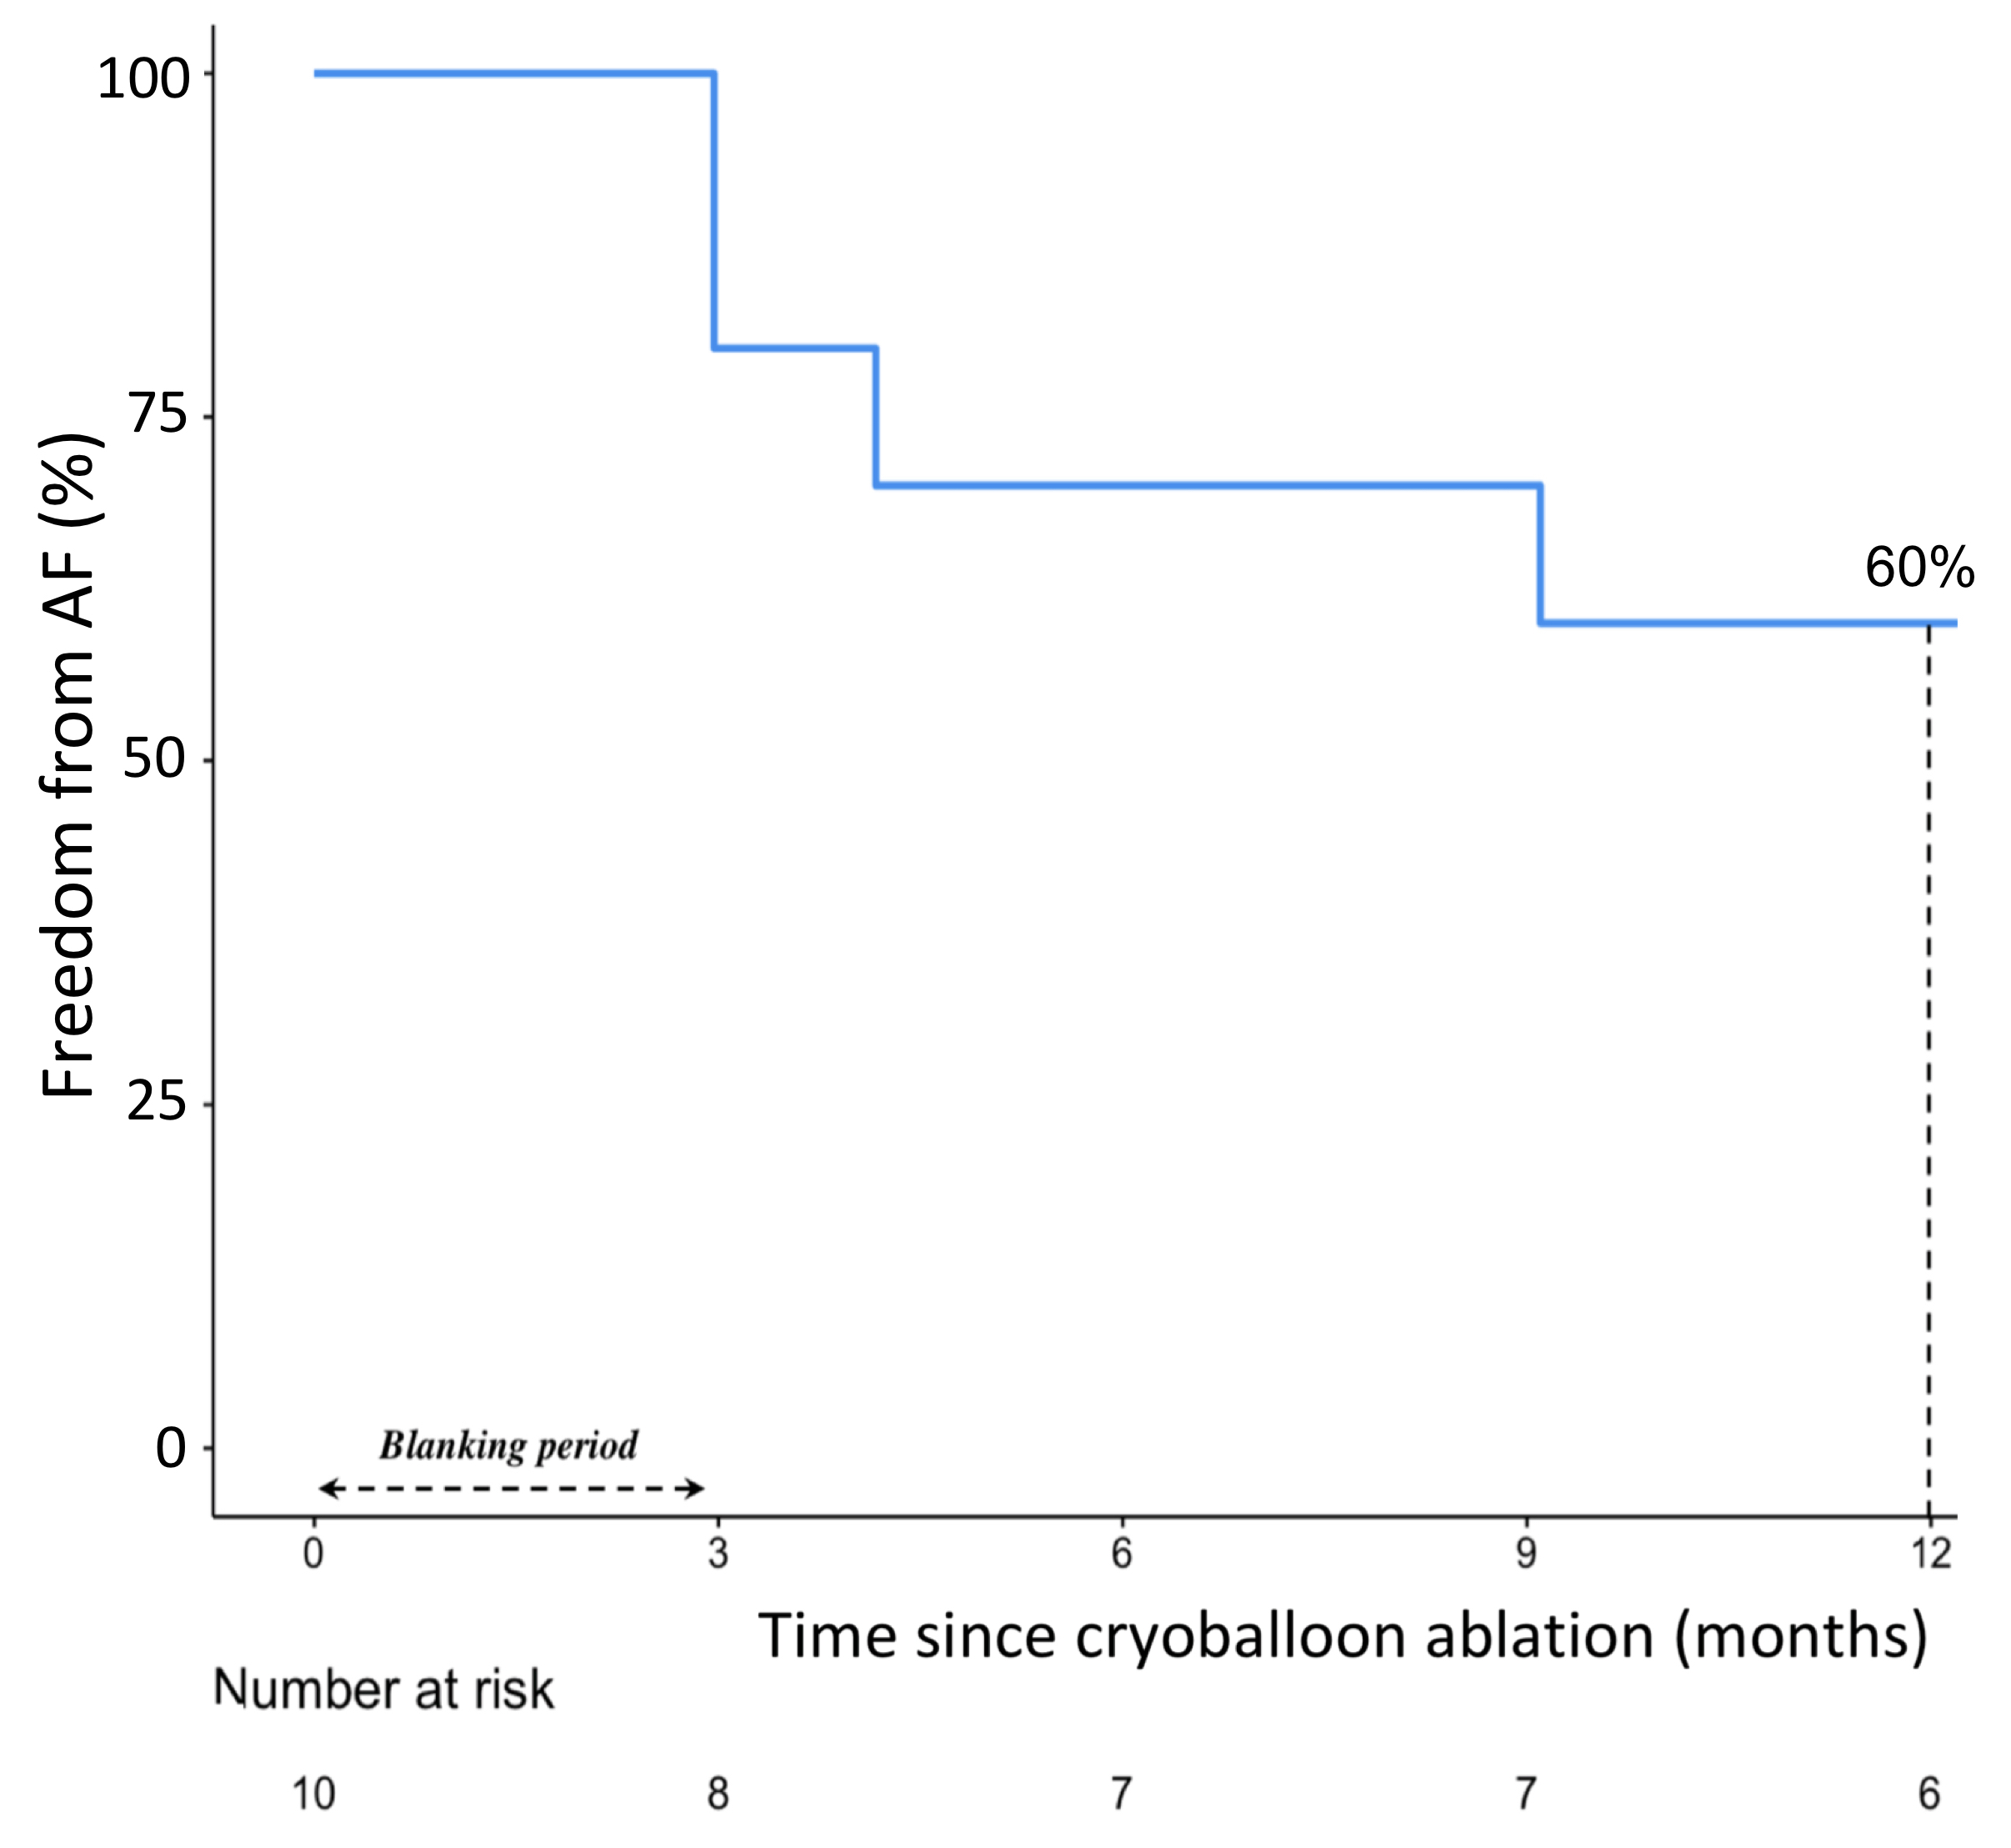 Freedom from AF (%)
100
75
50
25
0
60%
Blanking period
0 3 6 9 12
Time since cryoballoon ablation (months)
Number at risk
10 8 7 7 6